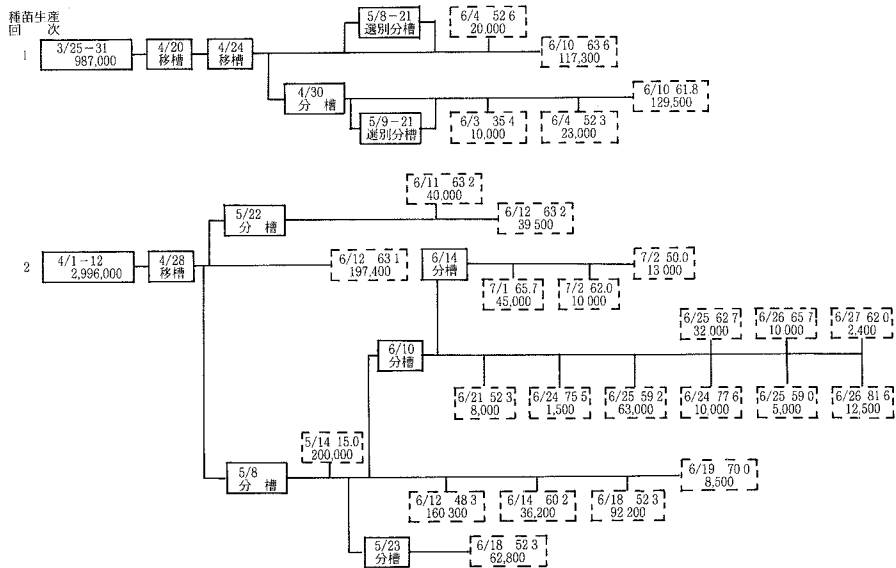 種苗生産
回　次
1
3/25-31
987,000
4/20
移槽
4/24
移槽
5/8-21
選別分槽
6/4 52 6
20,000
6/10 63 6
117,300
4/30
分 槽
5/9-21
選別分槽
6/3 35 4
10,000
6/4 52 3
23,000
6/10 61.8
129,500
2
4/1-12
2,996,000
4/28
移槽
5/22
分 槽
6/11 63 2
40,000
6/12 63 2
39 500
6/12 63 1
197,400
6/14
分槽
7/1 65.7
45,000
7/2 62.0
10 000
7/2 50.0
13 000
6/10
分槽
6/21 52 3
8,000
6/24 75 5
1,500
6/25 59 2
63,000
6/25 62 7
32 000
6/24 77 6
10,000
6/26 65 7
10 000
6/25 59 0
5,000
6/27 62 0
2,400
6/26 81 6
12,500
5/8
分 槽
5/14 15.0
200,000
6/12 48 3
160 300
6/14 60 2
36,200
6/18 52 3
92 200
6/19 70 0
8,500
5/23
分槽
6/18 52 3
62,800